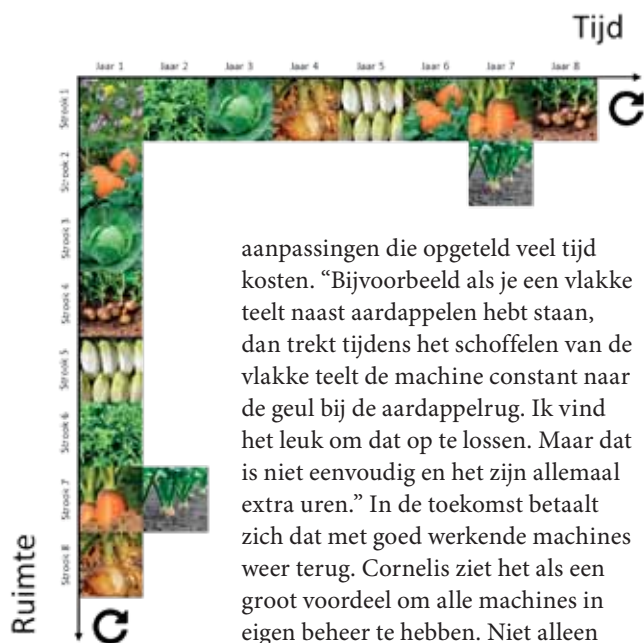 Tijd
Jaar 1 Jaar 2 Jaar 3 Jaar 4 Jaar 5 Jaar 6 Jaar 7 Jaar 8
Strook 1
Strook 2
Strook 3
Strook 4
Strook 5
Strook 6
Strook 7
Strook 8
Ruimte
aanpassingen die opgeteld veel tijd
kosten. “Bijvoorbeeld als je een vlakke
teelt naast aardappelen hebt staan,
dan trekt tijdens het schoffelen van de
vlakke teelt de machine constant naar
de geul bij de aardappelrug. Ik vind
het leuk om dat op te lossen. Maar dat
is niet eenvoudig en het zijn allemaal
extra uren.” In de toekomst betaalt
zich dat met goed werkende machines
weer terug. Cornelis ziet het als een
groot voordeel om alle machines in
eigen beheer te hebben. Niet alleen